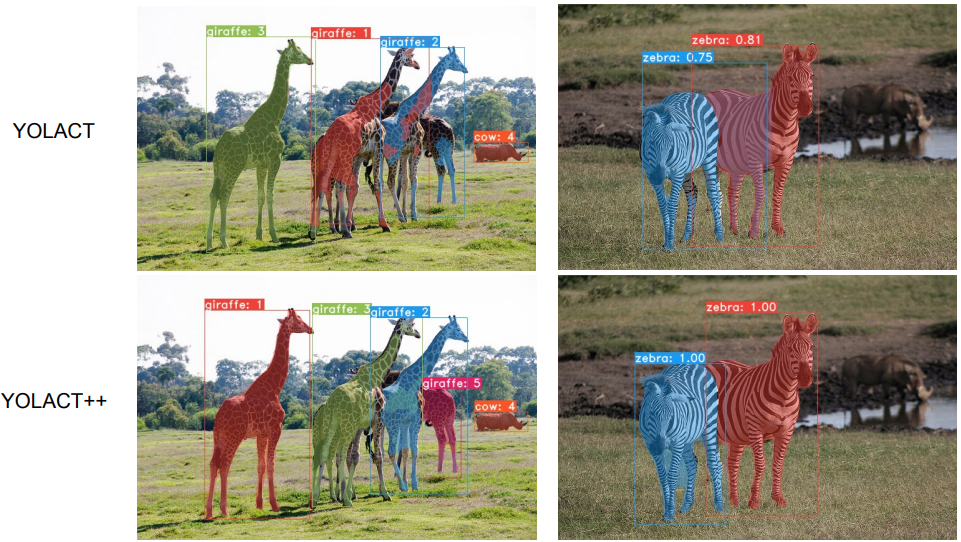 YOLACT
giraffe: 3
giraffe: 1
giraffe: 2
cow: 4
zebra: 0.81
zebra: 0.75
YOLACT++
giraffe: 1
giraffe: 3
giraffe: 2
giraffe: 5
cow: 4
zebra: 1.00
zebra: 1.00